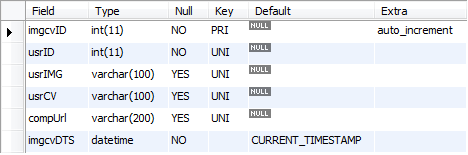 Field Type Null Key Default Extra
imgcvID int(11) NO PRI NULL auto_increment
usrID int(11) NO UNI NULL
usrIMG varchar(100) YES UNI NULL
usrCV varchar(100) YES UNI NULL
compUrl varchar(200) YES UNI NULL
imgcvDTS datetime NO CURRENT_TIMESTAMP